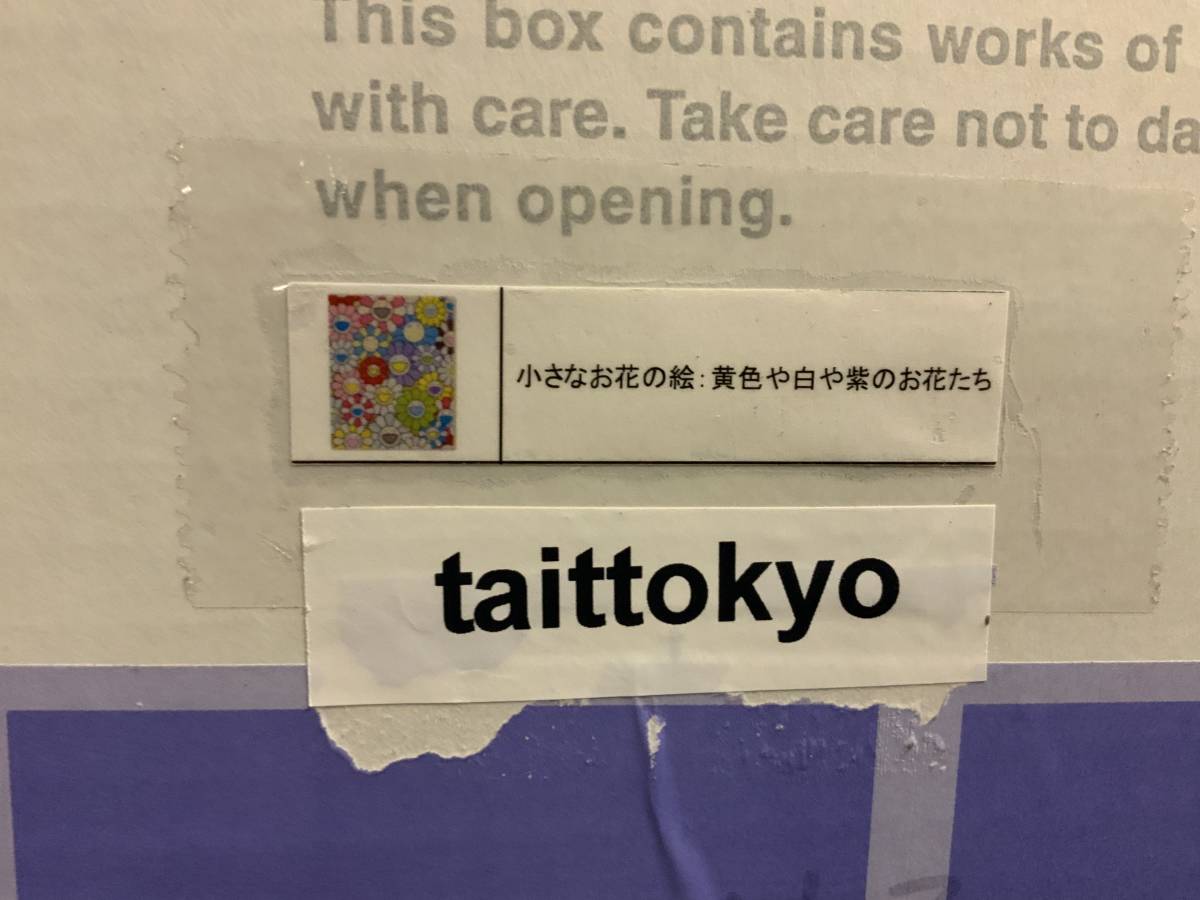 This box contains works of
with care. Take care not to da
when opening.
小さなお花の絵：黄色や白や紫のお花たち
taittokyo